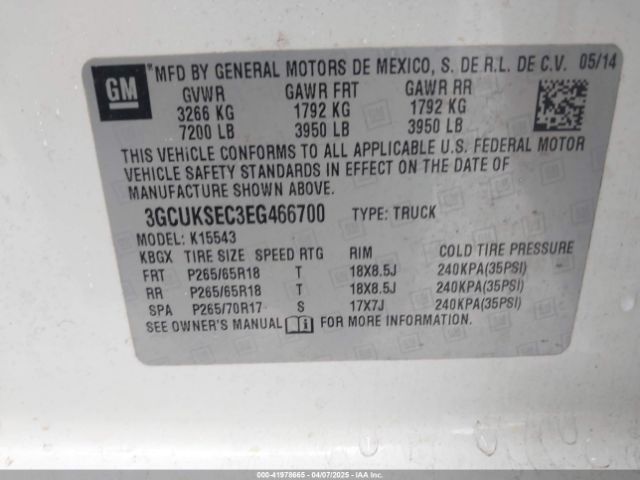 GM
MFD BY GENERAL MOTORS DE MEXICO, S. DE R.L. DE C.V. 05/14
GVWR GAWR FRT GAWR RR
3266 KG 1792 KG 1792 KG
7200 LB 3950 LB 3950 LB
THIS VEHICLE CONFORMS TO ALL APPLICABLE U.S. FEDERAL MOTOR
VEHICLE SAFETY STANDARDS IN EFFECT ON THE DATE OF
MANUFACTURE SHOWN ABOVE.
3GCUKSEC3EG466700 TYPE: TRUCK
MODEL: K15543
KBGX TIRE SIZE SPEED RTG RIM COLD TIRE PRESSURE
FRT P265/65R18 T 18X8.5J 240KPA(35PSI)
RR P265/65R18 T 18X8.5J 240KPA(35PSI)
SPA P265/70R17 S 17X7J 240KPA(35PSI)
SEE OWNER'S MANUAL FOR MORE INFORMATION.
000-41978665 - 04/07/2025 - IAAI.COM